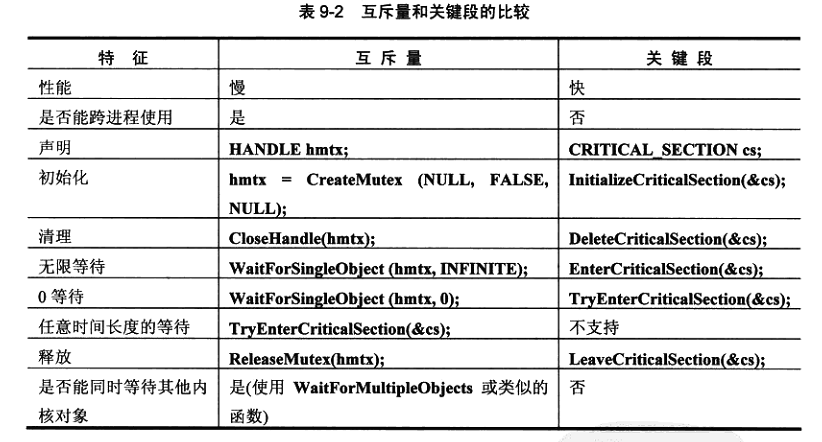 表 9-2 互斥量和关键段的比较
特 征 互 斥 量 关 键 段
性能 慢 快
是否能跨进程使用 是 否
声明 HANDLE hmtx; CRITICAL_SECTION cs;
初始化 hmtx = CreateMutex (NULL, FALSE, InitializeCriticalSection(&cs);
NULL);
清理 CloseHandle(hmtx); DeleteCriticalSection(&cs);
无限等待 WaitForSingleObject (hmtx, INFINITE); EnterCriticalSection(&cs);
0 等待 WaitForSingleObject (hmtx, 0); TryEnterCriticalSection(&cs);
任意时间长度的等待 TryEnterCriticalSection(&cs); 不支持
释放 ReleaseMutex(hmtx); LeaveCriticalSection(&cs);
是否能同时等待其他内 是(使用 WaitForMultipleObjects 或类似的 否
核对象 函数)